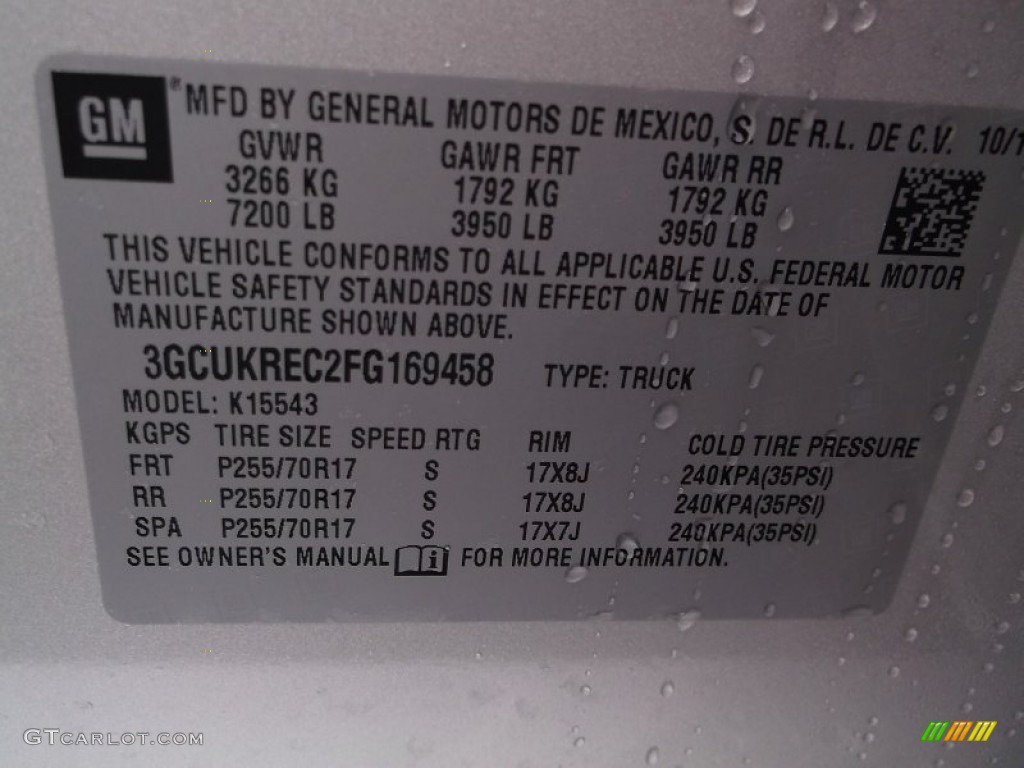 GM ® MFD BY GENERAL MOTORS DE MEXICO, S. DE R.L. DE C.V. 10/1
GVWR GAWR FRT GAWR RR
3266 KG 1792 KG 1792 KG
7200 LB 3950 LB 3950 LB
THIS VEHICLE CONFORMS TO ALL APPLICABLE U.S. FEDERAL MOTOR
VEHICLE SAFETY STANDARDS IN EFFECT ON THE DATE OF
MANUFACTURE SHOWN ABOVE.
3GCUKREC2FG169458 TYPE: TRUCK
MODEL: K15543
KGPS TIRE SIZE SPEED RTG RIM COLD TIRE PRESSURE
FRT P255/70R17 S 17X8J 240KPA(35PSI)
RR P255/70R17 S 17X8J 240KPA(35PSI)
SPA P255/70R17 S 17X7J 240KPA(35PSI)
SEE OWNER'S MANUAL FOR MORE INFORMATION.
GTCARLOT.COM